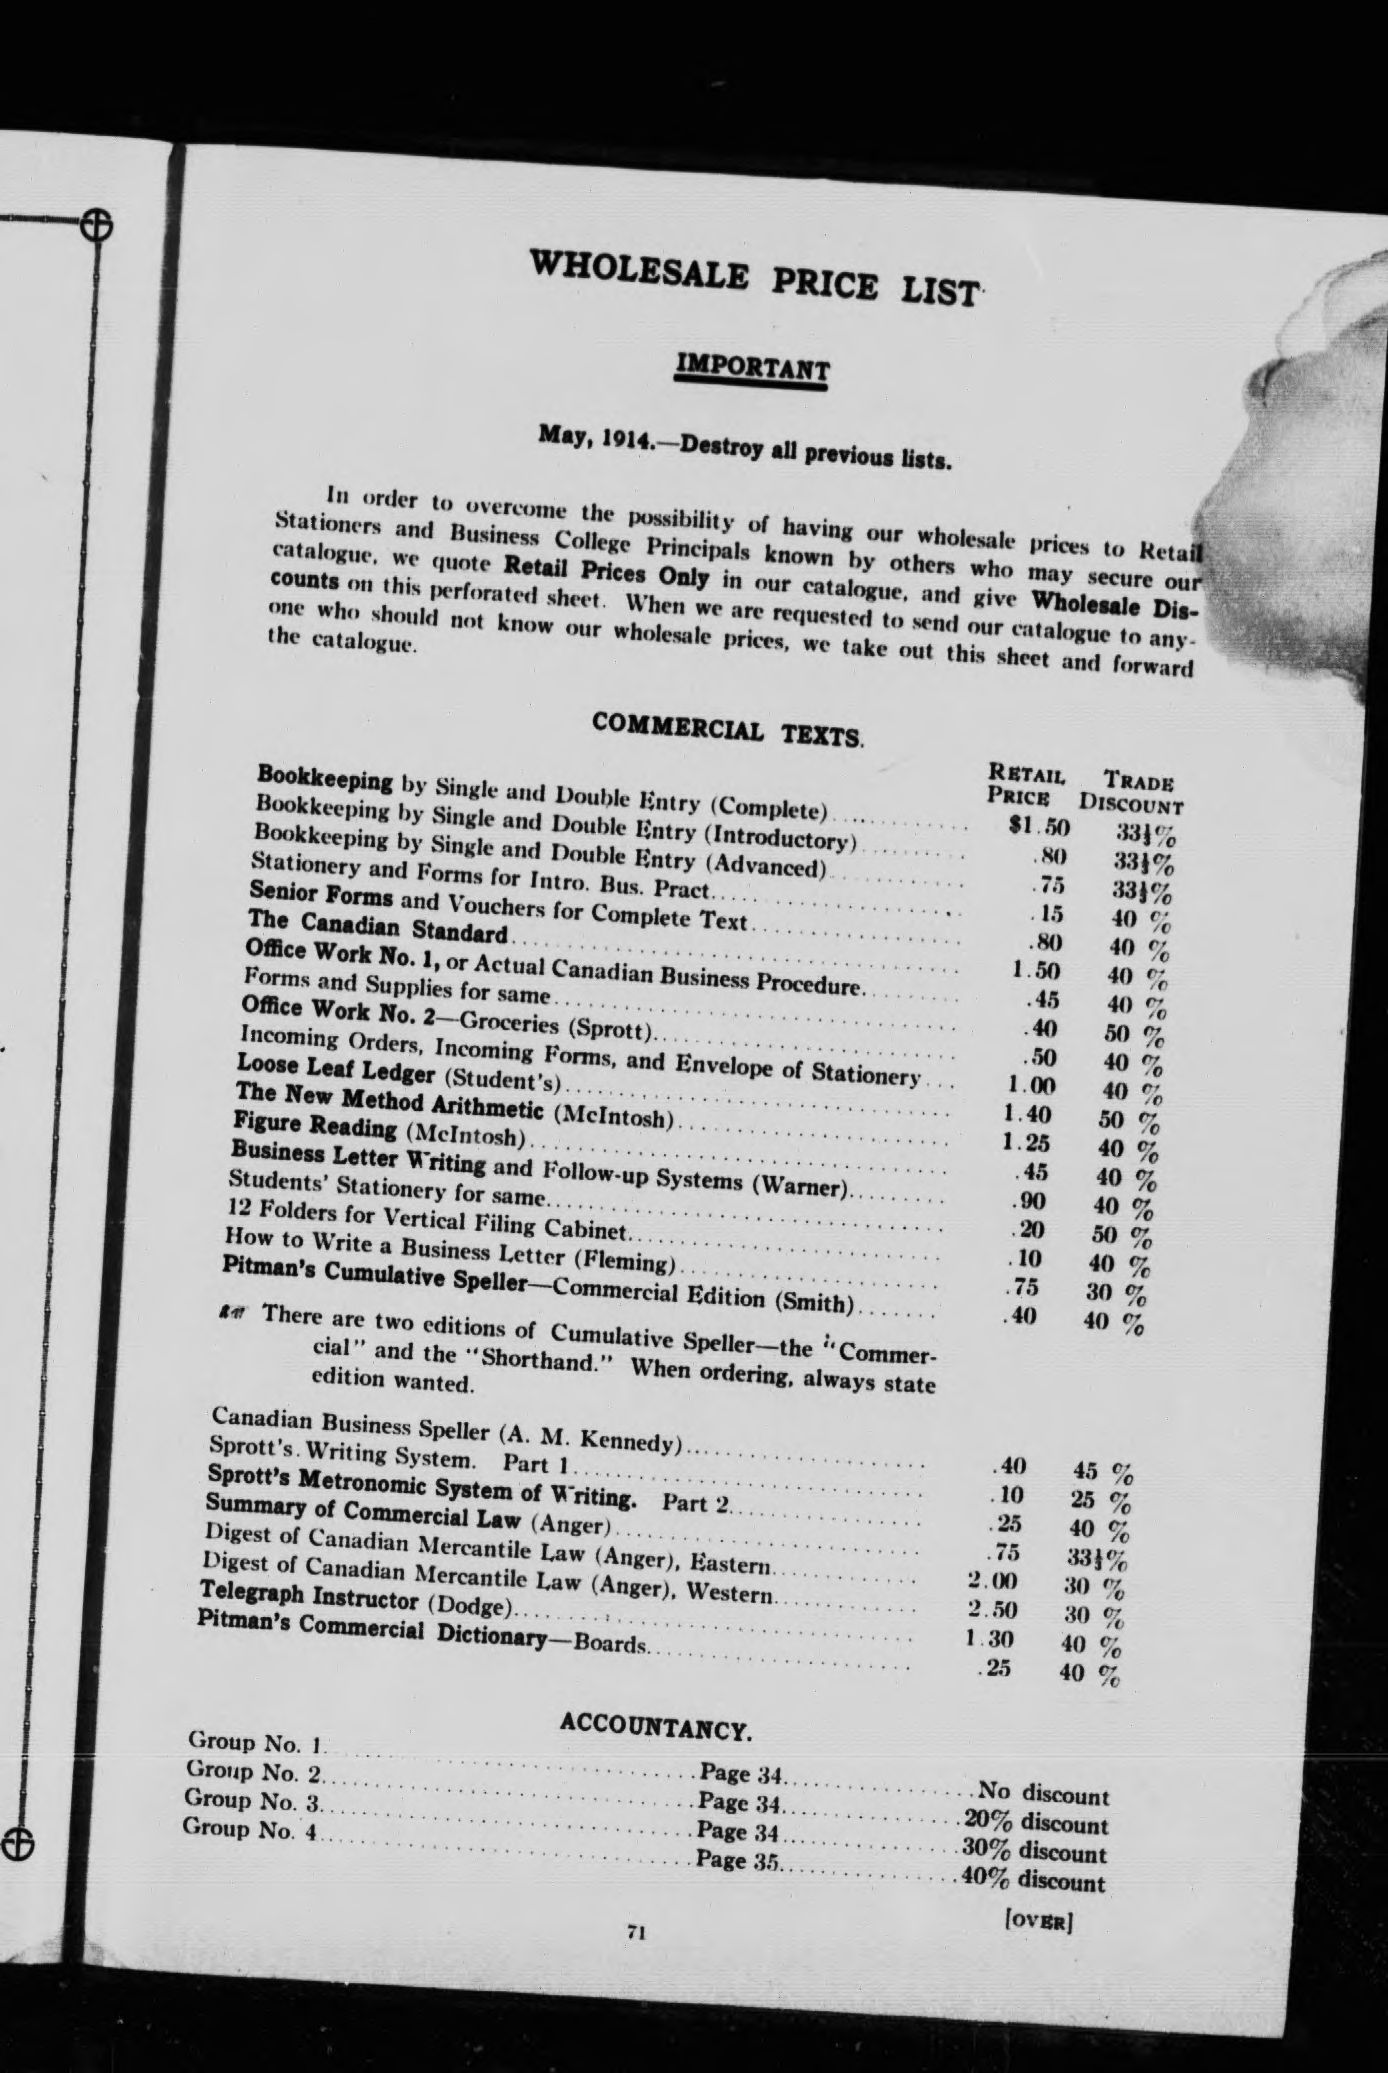 WHOLESALE PRICE LIST
IMPORTANT
May, 1914.—Destroy all previous lists.
In order to overcome the possibility of having our wholesale prices to Retail
Stationers and Business College Principals known by others who may secure our
catalogue, we quote Retail Prices Only in our catalogue, and give Wholesale Dis-
counts on this perforated sheet. When we are requested to send our catalogue to any-
one who should not know our wholesale prices, we take out this sheet and forward
the catalogue.
COMMERCIAL TEXTS.
RETAIL TRADE
PRICE DISCOUNT
Bookkeeping by Single and Double Entry (Complete) ............ $1.50 33⅓%
Bookkeeping by Single and Double Entry (Introductory) .......... .80 33⅓%
Bookkeeping by Single and Double Entry (Advanced) ............ .75 33⅓%
Stationery and Forms for Intro. Bus. Pract. .................. .15 40 %
Senior Forms and Vouchers for Complete Text .................. .80 40 %
The Canadian Standard .................. 1.50 40 %
Office Work No. 1, or Actual Canadian Business Procedure ......... .45 40 %
Forms and Supplies for same .................. .40 50 %
Office Work No. 2—Groceries (Sprott) .................. .50 40 %
Incoming Orders, Incoming Forms, and Envelope of Stationery ... 1.00 40 %
Loose Leaf Ledger (Student's) .................. 1.40 50 %
The New Method Arithmetic (McIntosh) .................. 1.25 40 %
Figure Reading (McIntosh) .................. .45 40 %
Business Letter Writing and Follow-up Systems (Warner) ......... .90 40 %
Students' Stationery for same .................. .20 50 %
12 Folders for Vertical Filing Cabinet .................. .10 40 %
How to Write a Business Letter (Fleming) .................. .75 30 %
Pitman's Cumulative Speller—Commercial Edition (Smith) ....... .40 40 %
There are two editions of Cumulative Speller—the "Commer-
cial" and the "Shorthand." When ordering, always state
edition wanted.
Canadian Business Speller (A. M. Kennedy) .................. .40 45 %
Sprott's Writing System. Part 1 .................. .10 25 %
Sprott's Metronomic System of Writing. Part 2 .................. .25 40 %
Summary of Commercial Law (Anger) .................. .75 33⅓%
Digest of Canadian Mercantile Law (Anger), Eastern ............. 2.00 30 %
Digest of Canadian Mercantile Law (Anger), Western ............. 2.50 30 %
Telegraph Instructor (Dodge) .................. 1.30 40 %
Pitman's Commercial Dictionary—Boards .................. .25 40 %
ACCOUNTANCY.
Group No. 1 .................. Page 34 .................. No discount
Group No. 2 .................. Page 34 .................. 20% discount
Group No. 3 .................. Page 34 .................. 30% discount
Group No. 4 .................. Page 35 .................. 40% discount
[OVER]
71